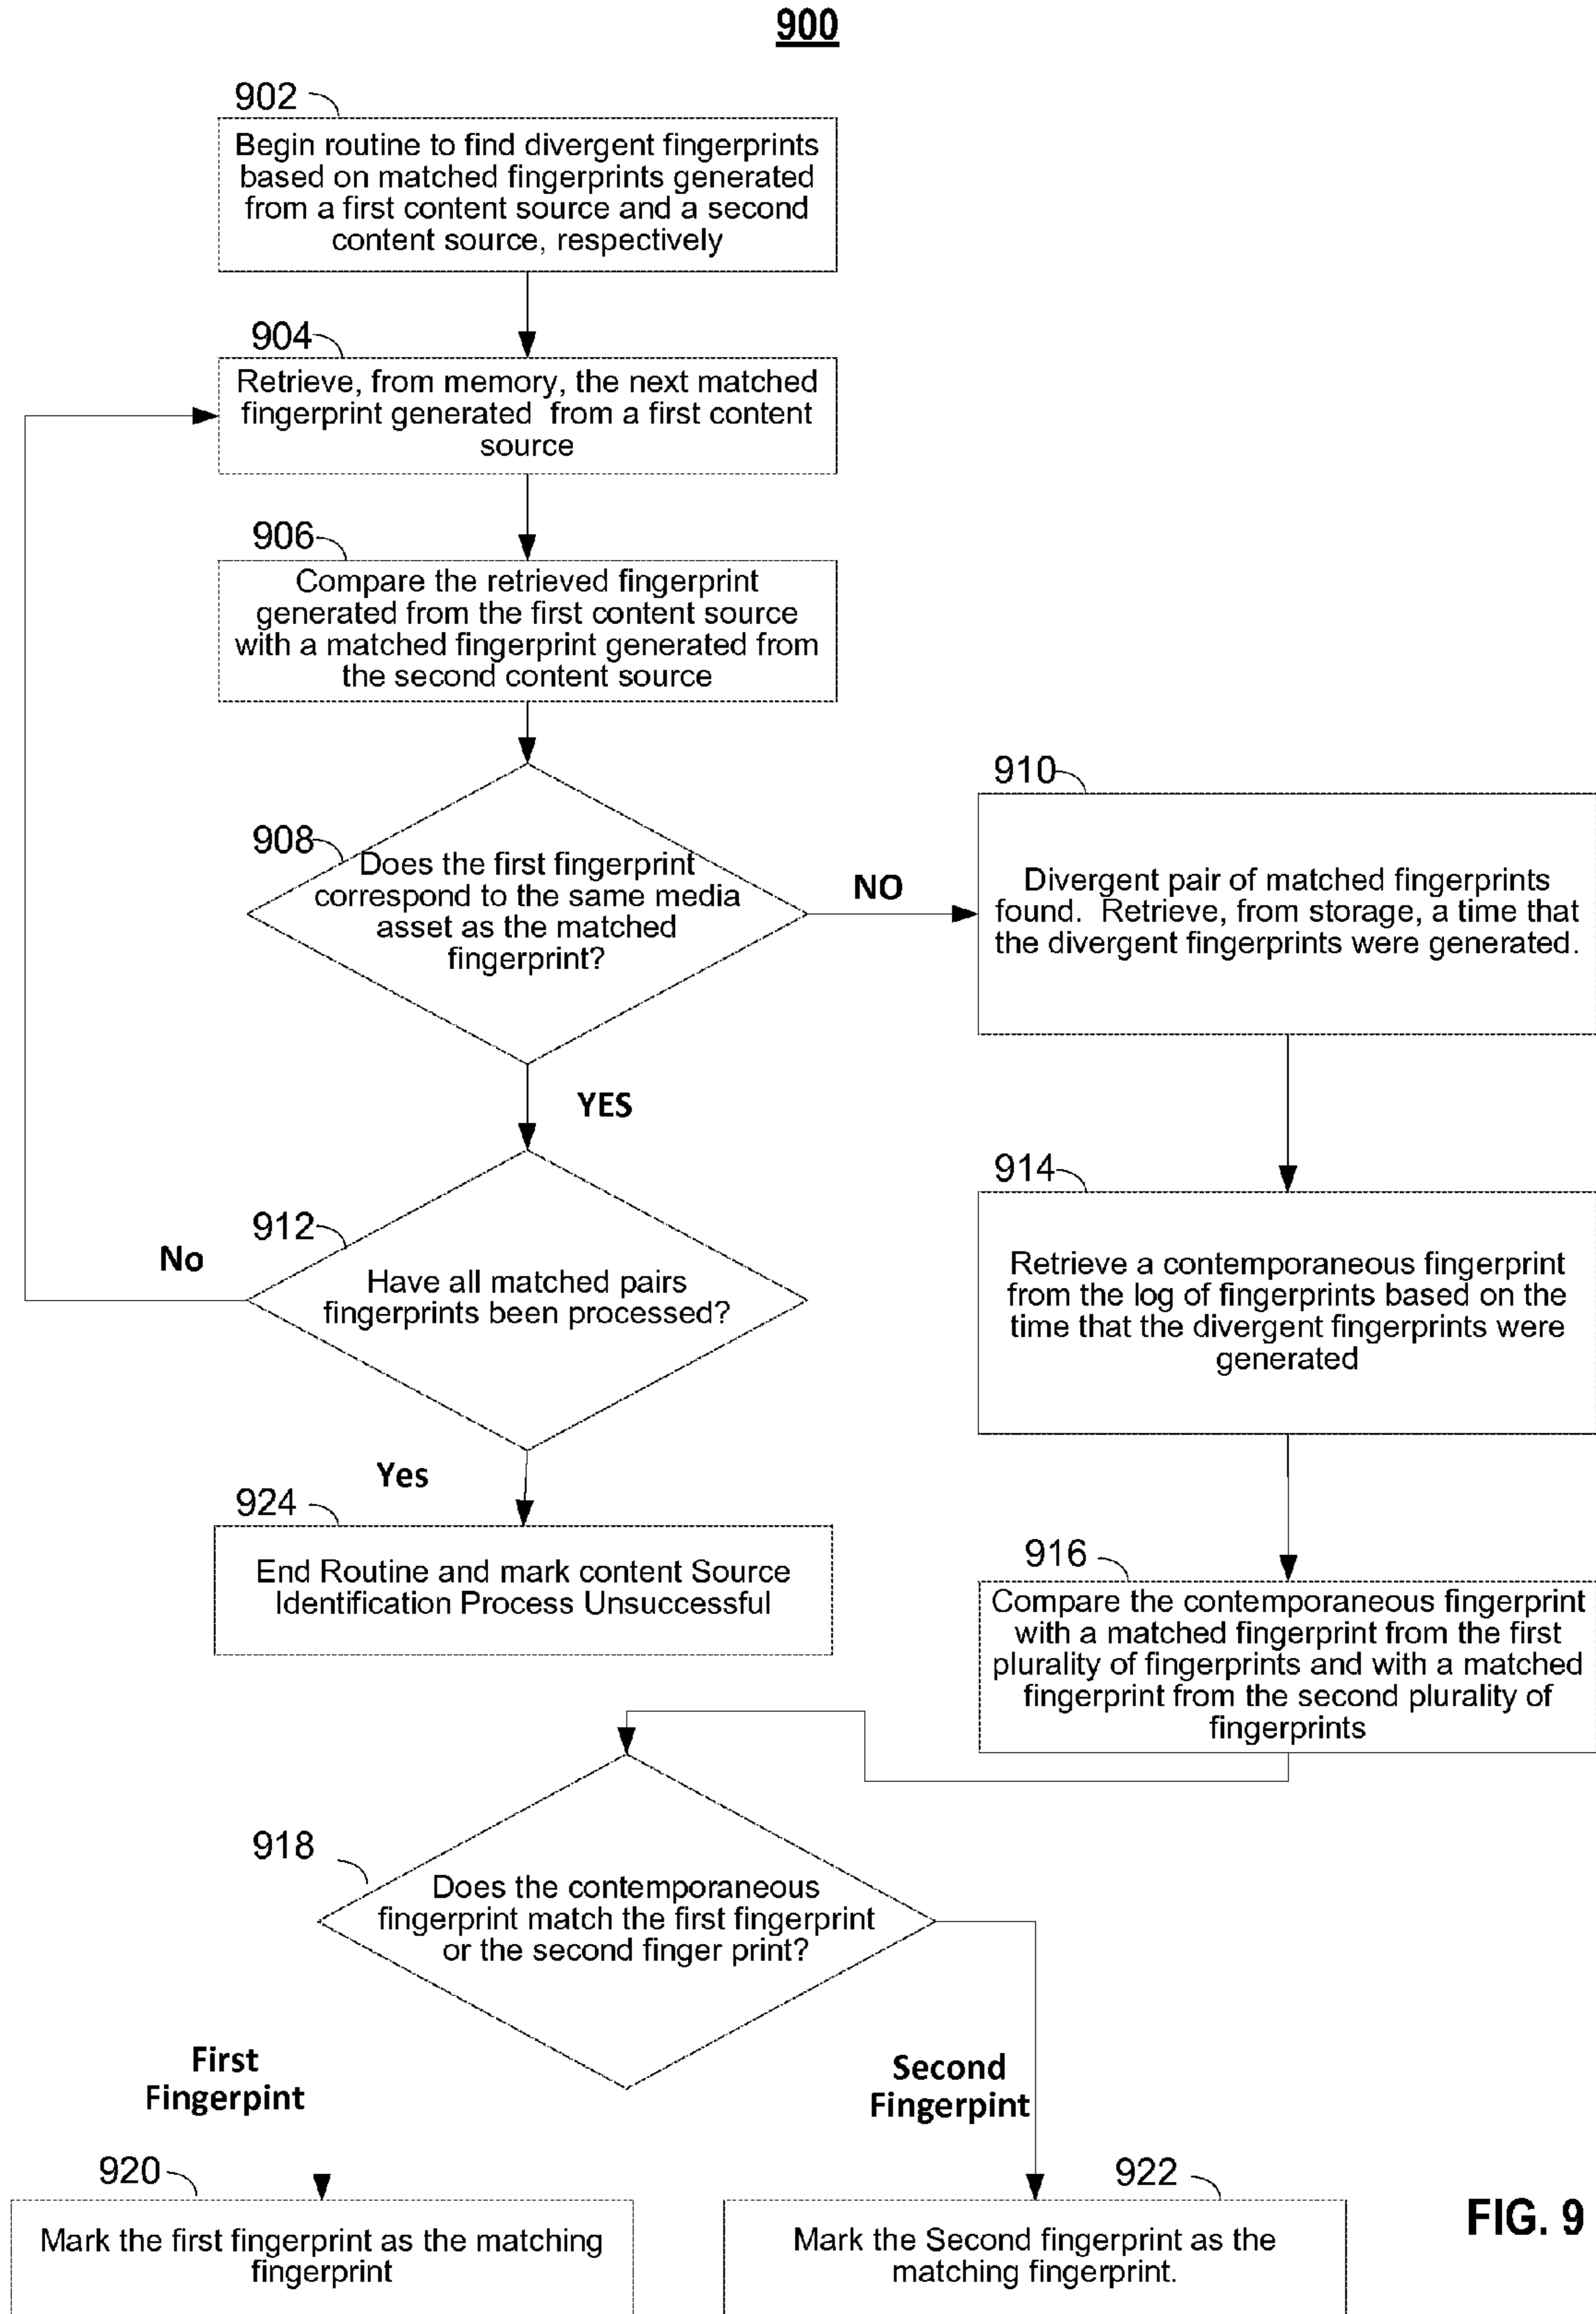 900
902
Begin routine to find divergent fingerprints
based on matched fingerprints generated
from a first content source and a second
content source, respectively
904
Retrieve, from memory, the next matched
fingerprint generated from a first content
source
906
Compare the retrieved fingerprint
generated from the first content source
with a matched fingerprint generated from
the second content source
908
Does the first fingerprint
correspond to the same media
asset as the matched
fingerprint?
NO
910
Divergent pair of matched fingerprints
found. Retrieve, from storage, a time that
the divergent fingerprints were generated.
YES
912
No
Have all matched pairs
fingerprints been processed?
914
Retrieve a contemporaneous fingerprint
from the log of fingerprints based on the
time that the divergent fingerprints were
generated
Yes
924
End Routine and mark content Source
Identification Process Unsuccessful
916
Compare the contemporaneous fingerprint
with a matched fingerprint from the first
plurality of fingerprints and with a matched
fingerprint from the second plurality of
fingerprints
918
Does the contemporaneous
fingerprint match the first fingerprint
or the second finger print?
First
Fingerpint
Second
Fingerpint
920
Mark the first fingerprint as the matching
fingerprint
922
Mark the Second fingerprint as the
matching fingerprint.
FIG. 9